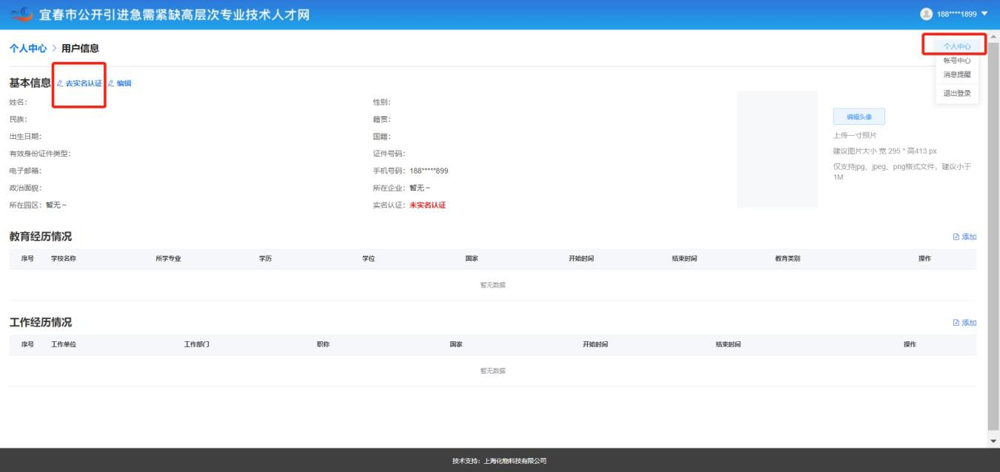 宜春市公开引进急需紧缺高层次专业技术人才网
188****1899
个人中心 > 用户信息
个人中心
帐号中心
消息提醒
退出登录
基本信息 去实名认证 编辑
姓名： 性别：
民族： 籍贯：
出生日期： 国籍：
有效身份证件类型： 证件号码：
电子邮箱： 手机号码：188*****899
政治面貌： 所在企业：暂无~
所在园区：暂无~ 实名认证：未实名认证
编辑头像
上传一寸照片
建议图片大小 宽 295 * 高413 px
仅支持jpg、jpeg、png格式文件，建议小于
1M
教育经历情况 添加
序号 学校名称 所学专业 学历 学位 国家 开始时间 结束时间 教育类别 操作
暂无数据
工作经历情况 添加
序号 工作单位 工作部门 职称 国家 开始时间 结束时间 操作
暂无数据
技术支持：上海化物科技有限公司